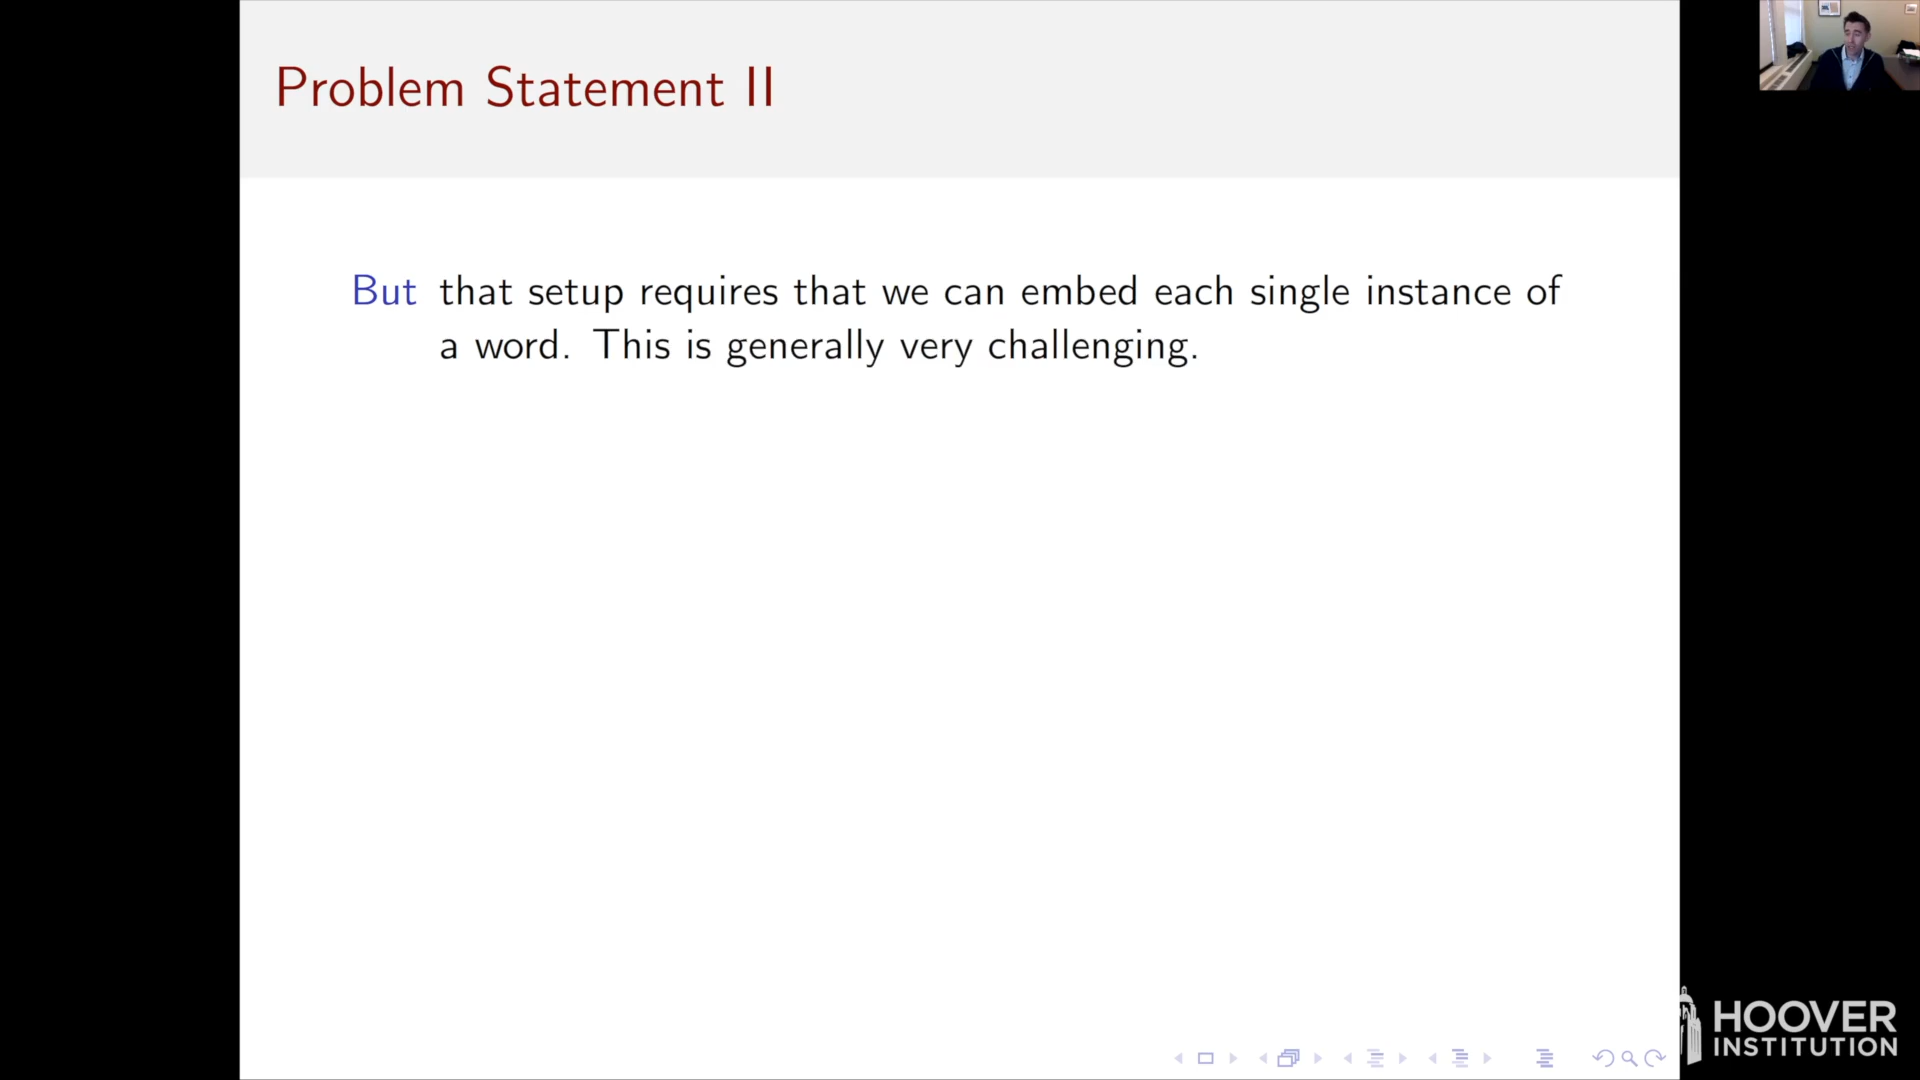 Problem Statement II
But that setup requires that we can embed each single instance of
a word. This is generally very challenging.
HOOVER
INSTITUTION